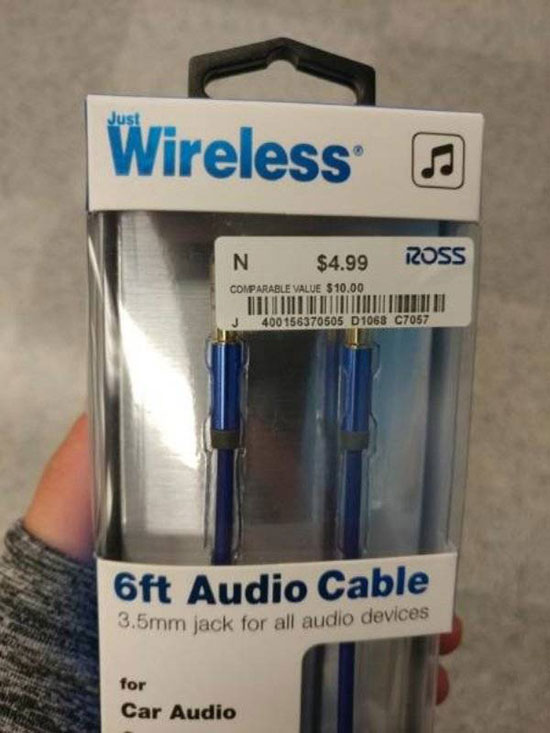 Just
Wireless®
N $4.99 ROSS
COMPARABLE VALUE $10.00
J 400156370505 D1068 C7057
6ft Audio Cable
3.5mm jack for all audio devices
for
Car Audio